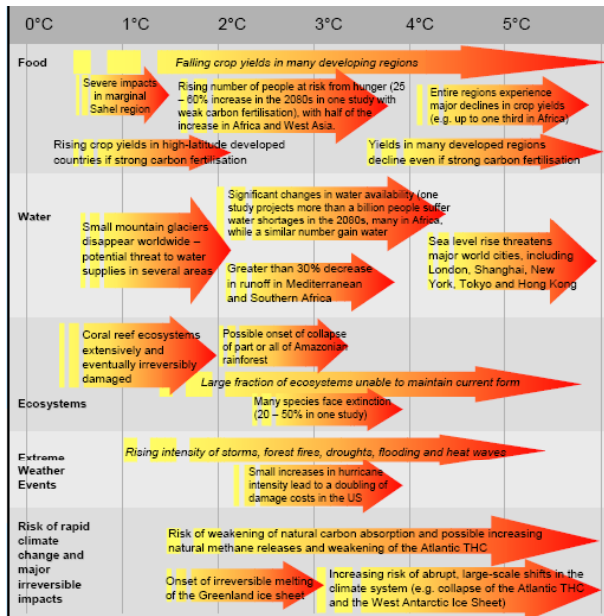 0°C 1°C 2°C 3°C 4°C 5°C
Food
Falling crop yields in many developing regions
Severe impacts
in marginal
Sahel region
Rising number of people at risk from hunger (25
– 60% increase in the 2080s in one study with
weak carbon fertilisation), with half of the
increase in Africa and West Asia.
Entire regions experience
major declines in crop yields
(e.g. up to one third in Africa)
Rising crop yields in high-latitude developed
countries if strong carbon fertilisation
Yields in many developed regions
decline even if strong carbon fertilisation
Water
Small mountain glaciers
disappear worldwide –
potential threat to water
supplies in several areas
Significant changes in water availability (one
study projects more than a billion people suffer
water shortages in the 2080s, many in Africa,
while a similar number gain water
Greater than 30% decrease
in runoff in Mediterranean
and Southern Africa
Sea level rise threatens
major world cities, including
London, Shanghai, New
York, Tokyo and Hong Kong
Ecosystems
Coral reef ecosystems
extensively and
eventually irreversibly
damaged
Possible onset of collapse
of part or all of Amazonian
rainforest
Large fraction of ecosystems unable to maintain current form
Many species face extinction
(20 – 50% in one study)
Extreme
Weather
Events
Rising intensity of storms, forest fires, droughts, flooding and heat waves
Small increases in hurricane
intensity lead to a doubling of
damage costs in the US
Risk of rapid
climate
change and
major
irreversible
impacts
Risk of weakening of natural carbon absorption and possible increasing
natural methane releases and weakening of the Atlantic THC
Onset of irreversible melting
of the Greenland ice sheet
Increasing risk of abrupt, large-scale shifts in the
climate system (e.g. collapse of the Atlantic THC
and the West Antarctic Ice Sheet)